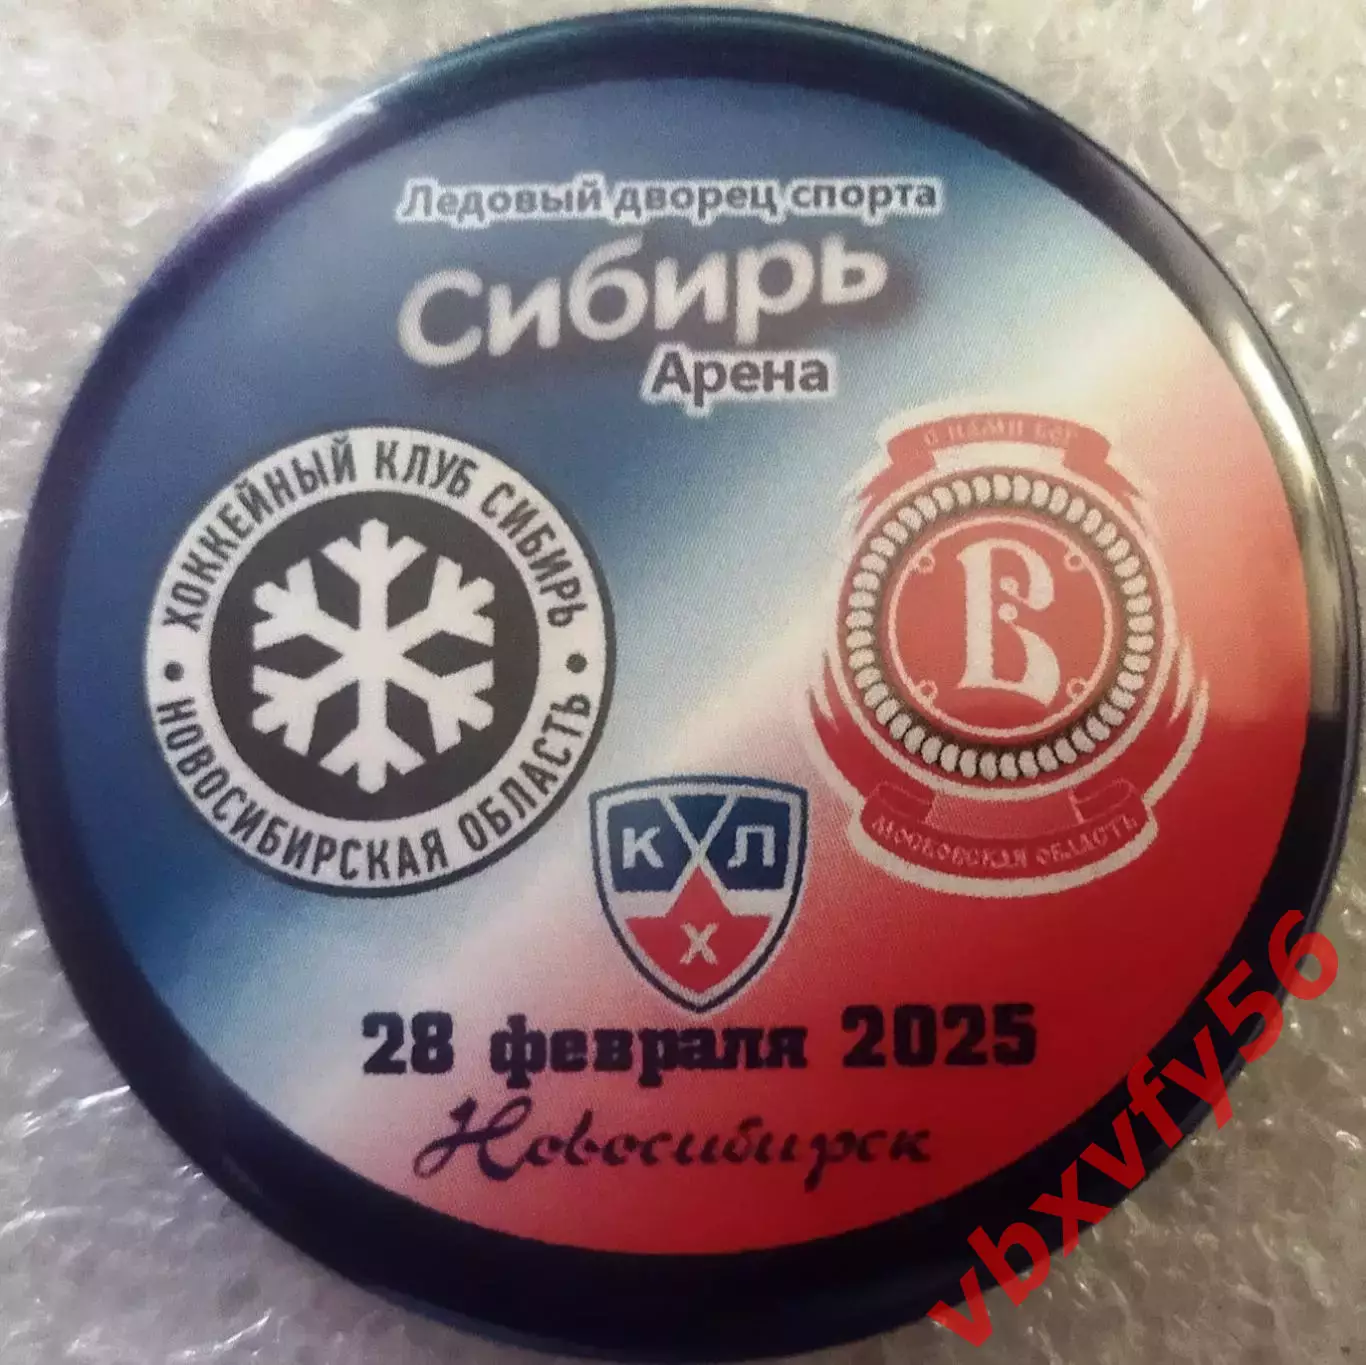 Ледовый дворец спорта
Сибирь
Арена
ХОККЕЙНЫЙ КЛУБ СИБИРЬ
• НОВОСИБИРСКАЯ ОБЛАСТЬ •
С НАМИ БОГ
В
МОСКОВСКАЯ ОБЛАСТЬ
К Л
Х
28 февраля 2025
Новосибирск
vbxvfy56